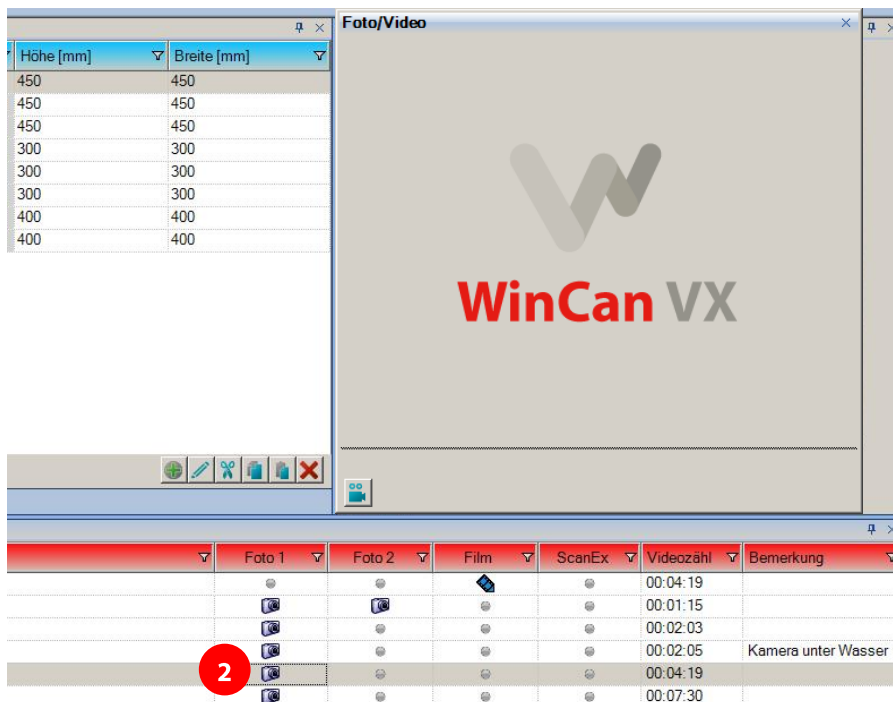 Foto/Video
Höhe [mm] Breite [mm]
450 450
450 450
450 450
300 300
300 300
300 300
400 400
400 400
WinCan VX
Foto 1 Foto 2 Film ScanEx Videozähl Bemerkung
00:04:19
00:01:15
00:02:03
00:02:05 Kamera unter Wasser
2 00:04:19
00:07:30